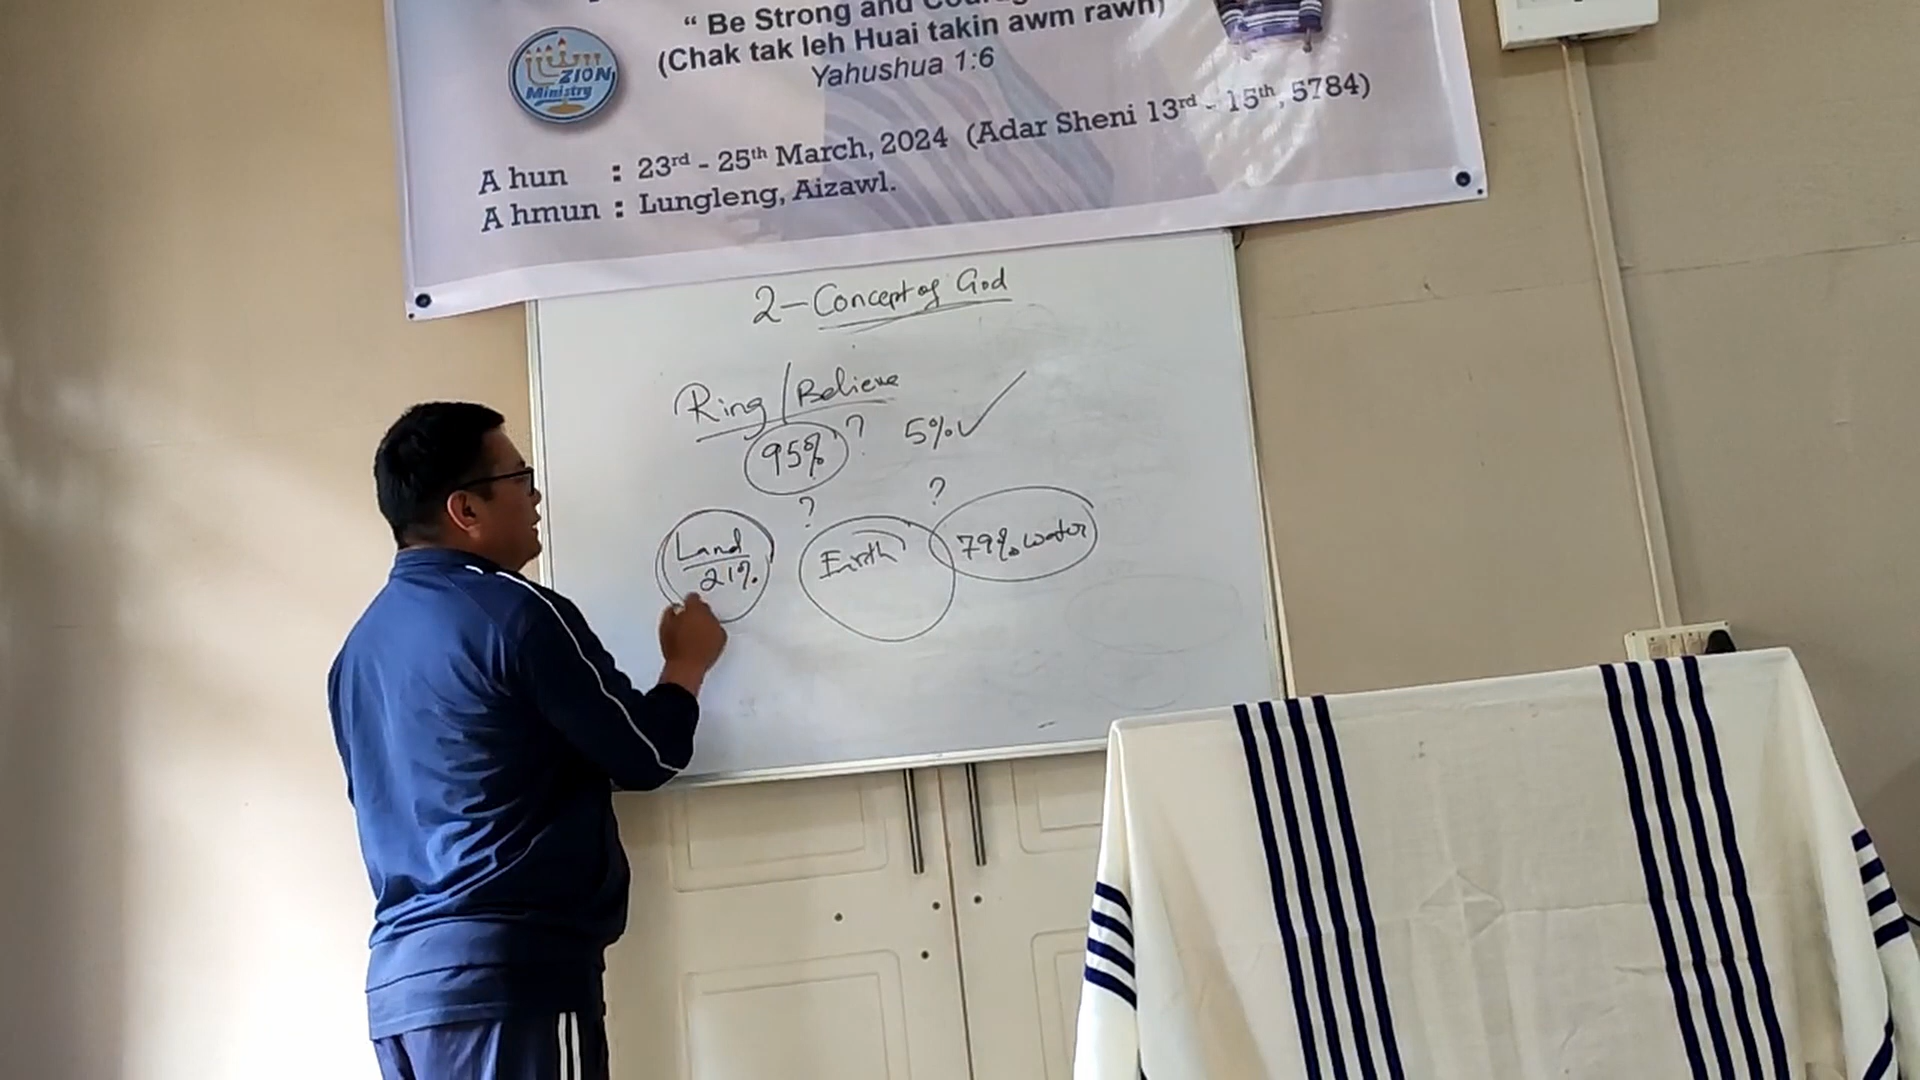 “ Be Strong and
(Chak tak leh Huai takin awm rawh)
Yahushua 1:6
ZION
Ministry
A hun : 23rd - 25th March, 2024 (Adar Sheni 13rd - 15th, 5784)
A hmun : Lungleng, Aizawl.
2 - Concept of God
Ring / Believe
95% ? 5% ✓
? ?
Land
21%
Earth
79% water